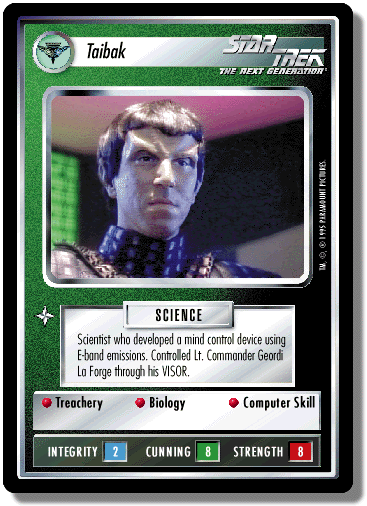 Taibak
STAR TREK
THE NEXT GENERATION®
TM, ®, © 1995 PARAMOUNT PICTURES.
SCIENCE
Scientist who developed a mind control device using
E-band emissions. Controlled Lt. Commander Geordi
La Forge through his VISOR.
Treachery Biology Computer Skill
INTEGRITY 2 CUNNING 8 STRENGTH 8